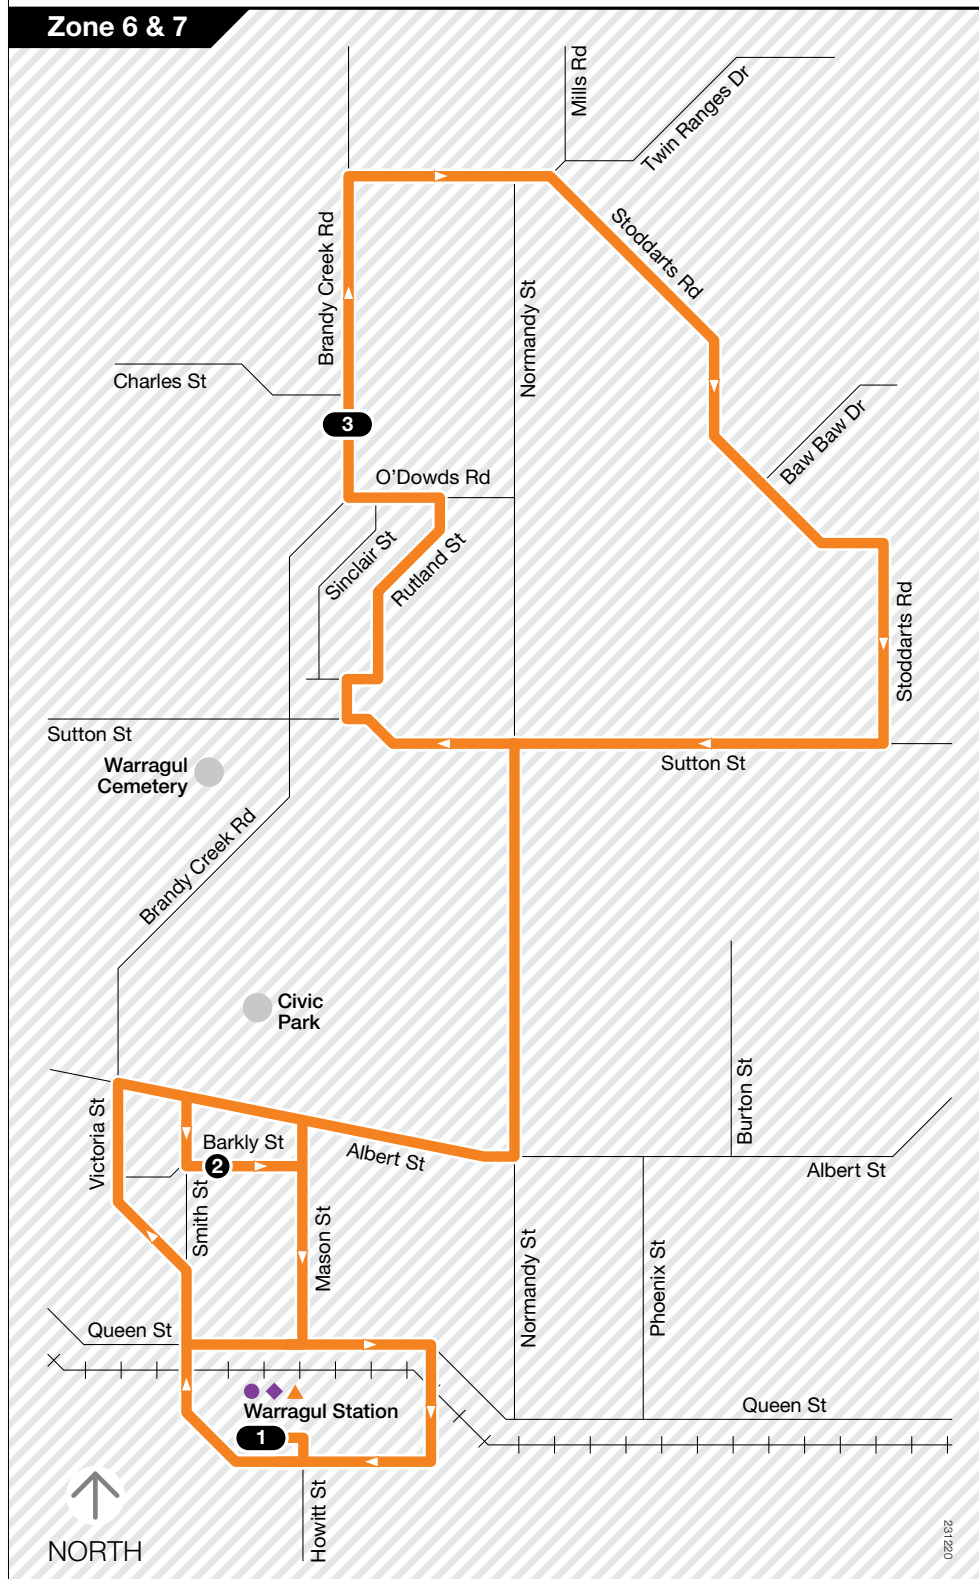 Zone 6 & 7
Mills Rd
Twin Ranges Dr
Brandy Creek Rd
Stoddarts Rd
Normandy St
Charles St
3
Baw Baw Dr
O'Dowds Rd
Sinclair St
Rutland St
Stoddarts Rd
Sutton St
Sutton St
Warragul
Cemetery
Brandy Creek Rd
Civic
Park
Burton St
Victoria St
Barkly St
2
Albert St
Albert St
Smith St
Mason St
Normandy St
Phoenix St
Queen St
Warragul Station
Queen St
1
Howitt St
NORTH
231220